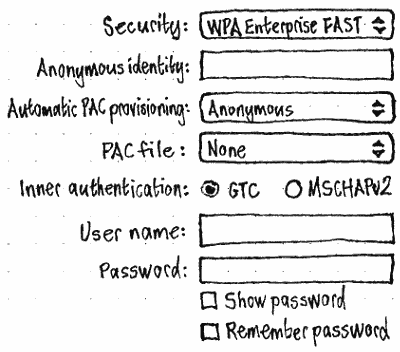 Security: WPA Enterprise FAST
Anonymous identity:
Automatic PAC provisioning: Anonymous
PAC file: None
Inner authentication: GTC MSCHAPv2
User name:
Password:
Show password
Remember password